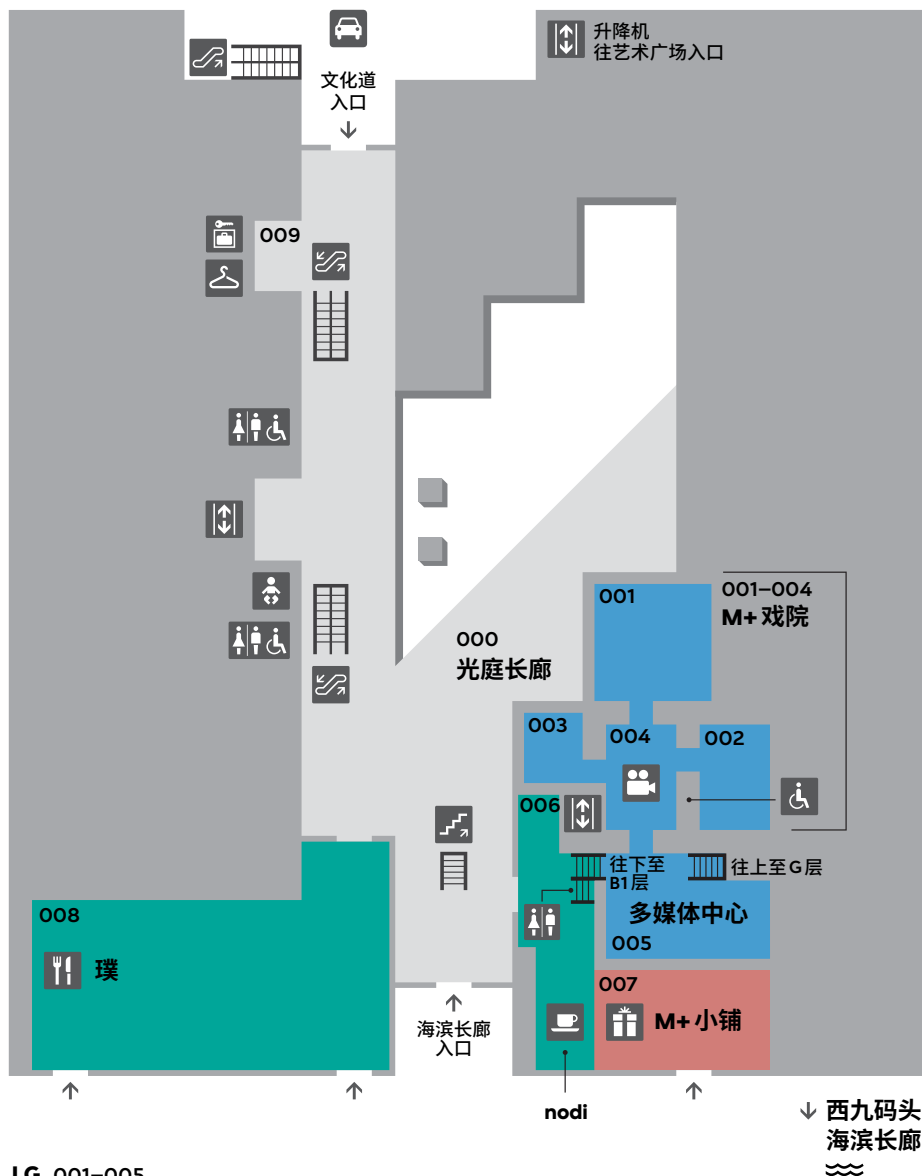 升降机
往艺术广场入口
文化道
入口
009
001
001–004
M+ 戏院
000
光庭长廊
003
004
002
006
往下至
B1层
往上至G层
多媒体中心
005
008
璞
007
M+ 小铺
海滨长廊
入口
nodi
西九码头
海滨长廊
LG 001–005